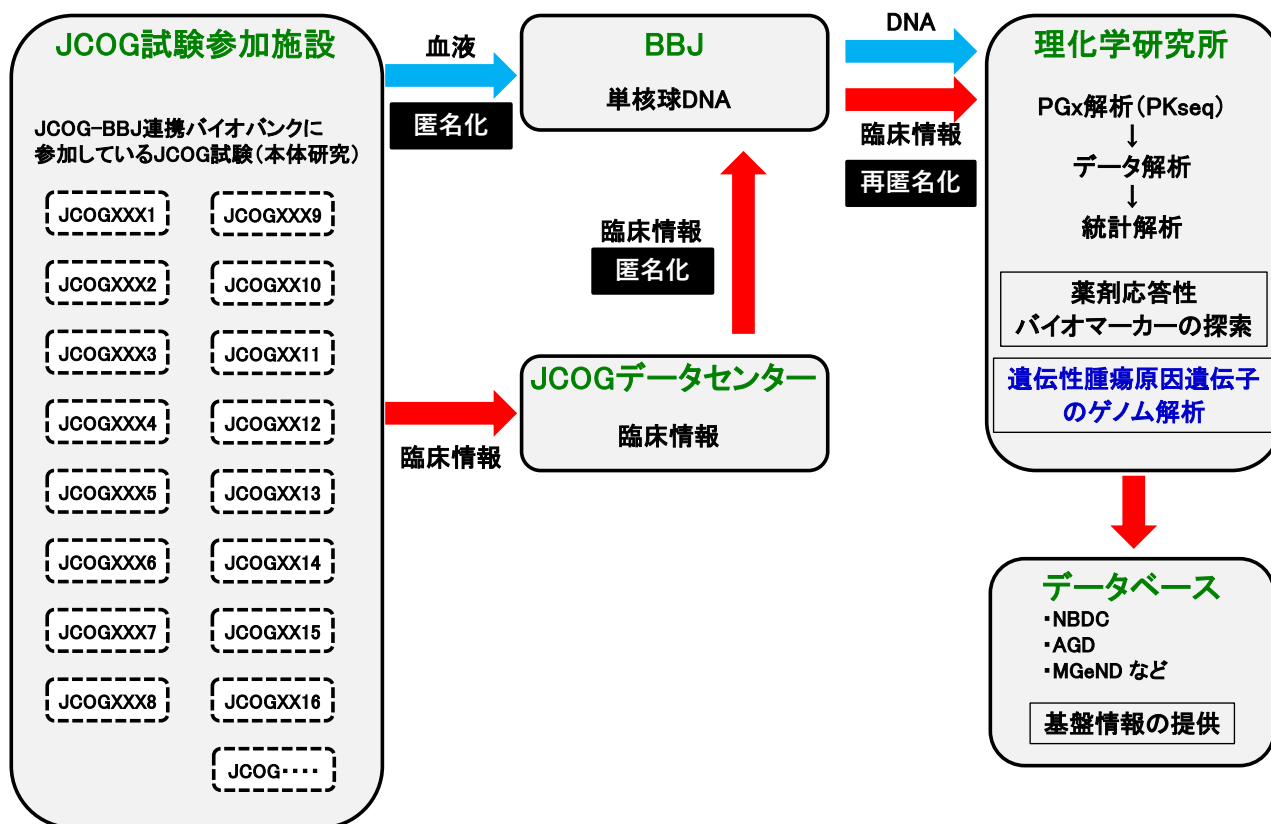 JCOG試験参加施設
JCOG-BBJ連携バイオバンクに
参加しているJCOG試験(本体研究)
JCOGXXX1
JCOGXXX9
JCOGXXX2
JCOGXX10
JCOGXXX3
JCOGXX11
JCOGXXX4
JCOGXX12
JCOGXXX5
JCOGXX13
JCOGXXX6
JCOGXX14
JCOGXXX7
JCOGXX15
JCOGXXX8
JCOGXX16
JCOG・・・・
血液
匿名化
臨床情報
BBJ
単核球DNA
臨床情報
匿名化
JCOGデータセンター
臨床情報
DNA
臨床情報
再匿名化
理化学研究所
PGx解析(PKseq)
↓
データ解析
↓
統計解析
薬剤応答性
バイオマーカーの探索
遺伝性腫瘍原因遺伝子
のゲノム解析
データベース
・NBDC
・AGD
・MGeND など
基盤情報の提供